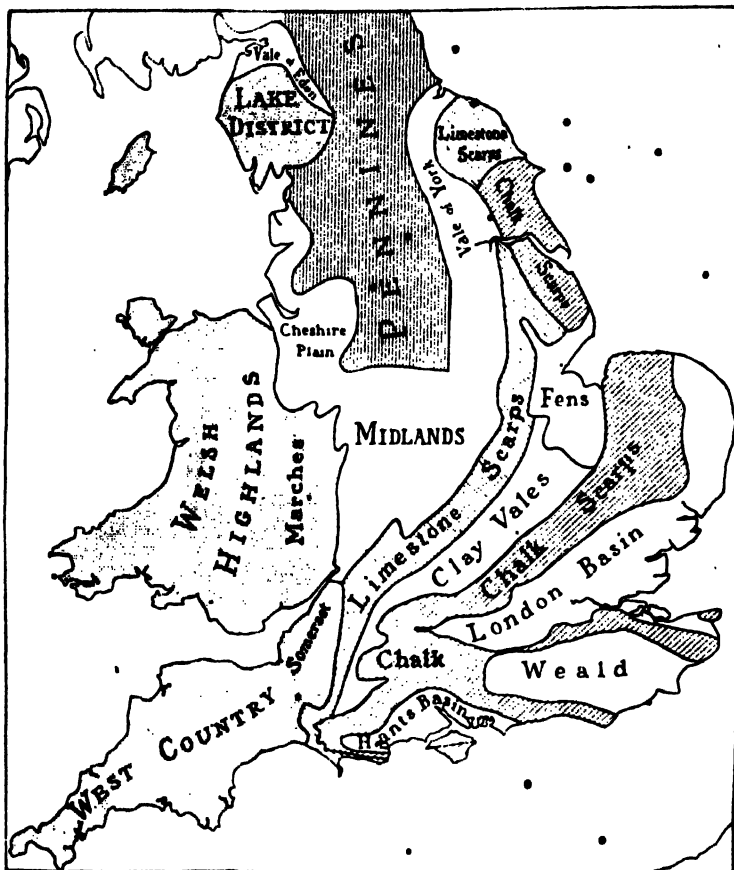 Vale of Eden
LAKE
DISTRICT
PENNINES
Limestone
Scarps
Vale of York
Chalk
Scarps
Cheshire
Plain
WELSH
HIGHLANDS
Marches
MIDLANDS
Fens
Limestone Scarps
Clay Vales
Chalk Scarps
London Basin
Somerset
Chalk
Weald
Hants Basin
WEST COUNTRY